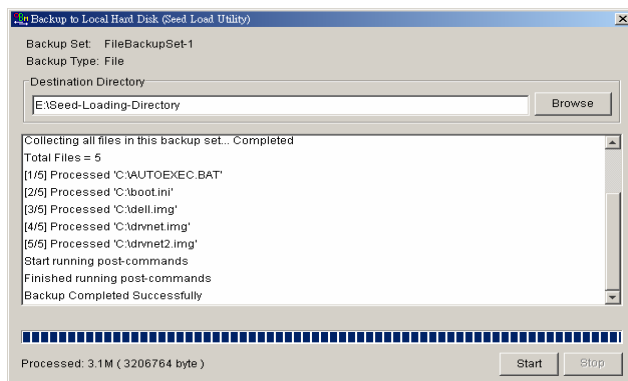 Backup to Local Hard Disk (Seed Load Utility)
Backup Set: FileBackupSet-1
Backup Type: File
Destination Directory
E:\Seed-Loading-Directory
Browse
Collecting all files in this backup set... Completed
Total Files = 5
[1/5] Processed 'C:\AUTOEXEC.BAT'
[2/5] Processed 'C:\boot.ini'
[3/5] Processed 'C:\dell.img'
[4/5] Processed 'C:\drvnet.img'
[5/5] Processed 'C:\drvnet2.img'
Start running post-commands
Finished running post-commands
Backup Completed Successfully
Processed: 3.1M ( 3206764 byte )
Start
Stop